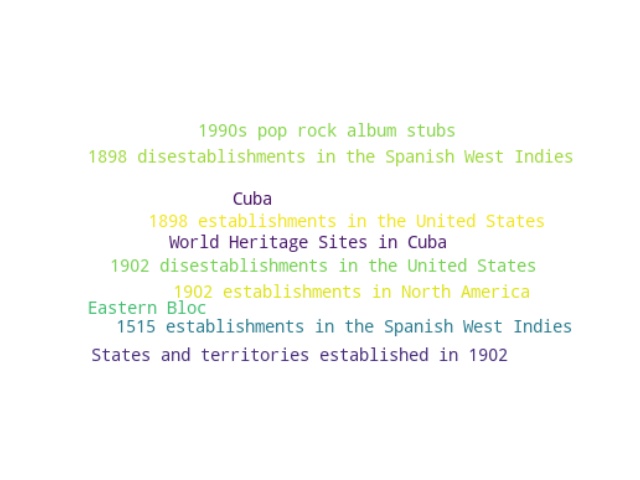 1990s pop rock album stubs
1898 disestablishments in the Spanish West Indies
Cuba
1898 establishments in the United States
World Heritage Sites in Cuba
1902 disestablishments in the United States
1902 establishments in North America
Eastern Bloc
1515 establishments in the Spanish West Indies
States and territories established in 1902